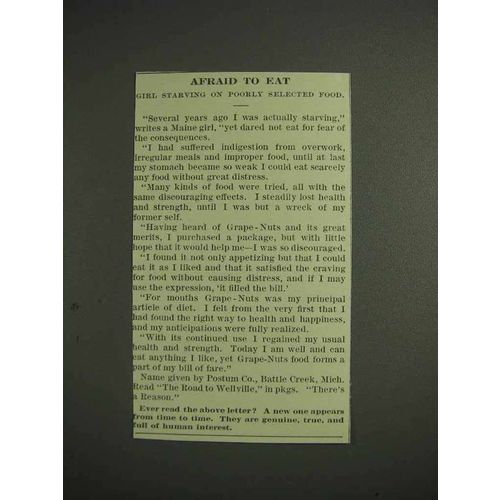 AFRAID TO EAT
GIRL STARVING ON POORLY SELECTED FOOD.
"Several years ago I was actually starving,"
writes a Maine girl, "yet dared not eat for fear of
the consequences.
"I had suffered indigestion from overwork,
irregular meals and improper food, until at last
my stomach became so weak I could eat scarcely
any food without great distress.
"Many kinds of food were tried, all with the
same discouraging effects. I steadily lost health
and strength, until I was but a wreck of my
former self.
"Having heard of Grape-Nuts and its great
merits, I purchased a package, but with little
hope that it would help me—I was so discouraged.
"I found it not only appetizing but that I could
eat it as I liked and that it satisfied the craving
for food without causing distress, and if I may
use the expression, 'it filled the bill.'
"For months Grape-Nuts was my principal
article of diet. I felt from the very first that I
had found the right way to health and happiness,
and my anticipations were fully realized.
"With its continued use I regained my usual
health and strength. Today I am well and can
eat anything I like, yet Grape-Nuts food forms a
part of my bill of fare."
Name given by Postum Co., Battle Creek, Mich.
Read "The Road to Wellville," in pkgs. "There's
a Reason."
Ever read the above letter? A new one appears
from time to time. They are genuine, true, and
full of human interest.